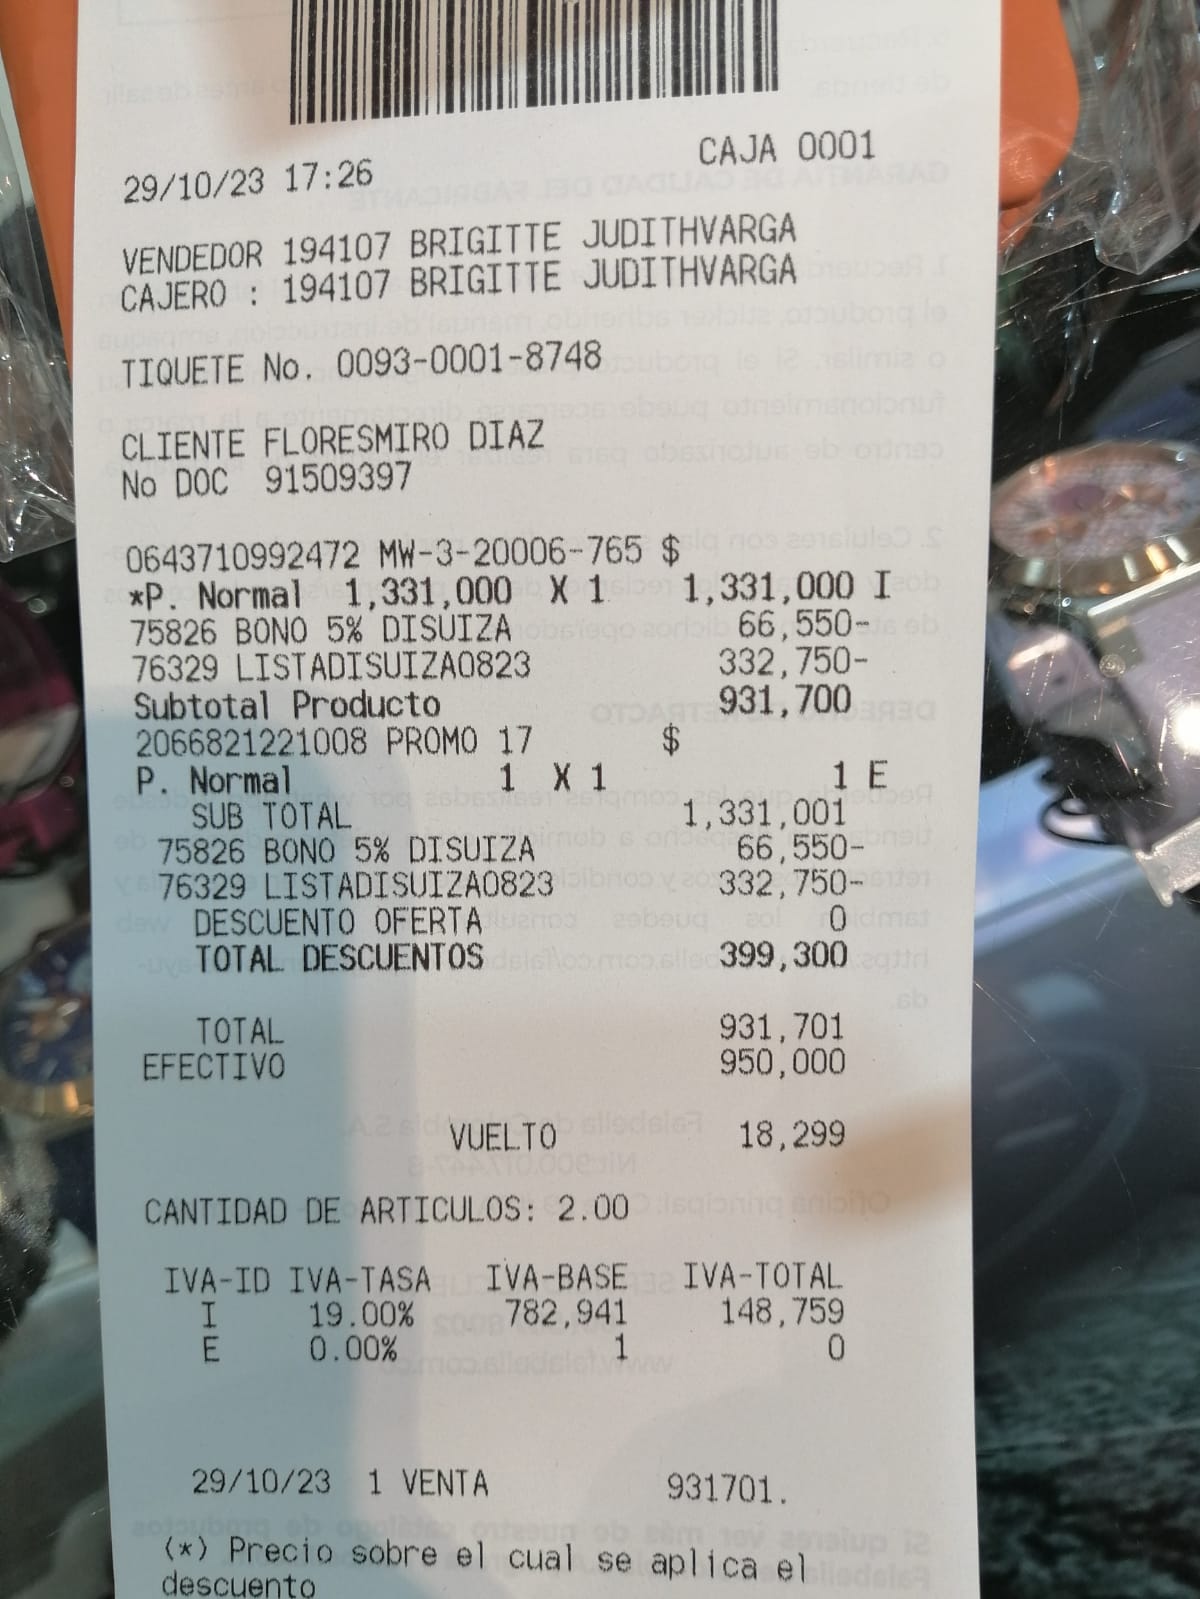 29/10/23 17:26 CAJA 0001
VENDEDOR 194107 BRIGITTE JUDITHVARGA
CAJERO : 194107 BRIGITTE JUDITHVARGA
TIQUETE No. 0093-0001-8748
CLIENTE FLORESMIRO DIAZ
No DOC 91509397
0643710992472 MW-3-20006-765 $
*P. Normal 1,331,000 X 1 1,331,000 I
75826 BONO 5% DISUIZA 66,550-
76329 LISTADISUIZA0823 332,750-
Subtotal Producto 931,700
2066821221008 PROMO 17 $
P. Normal 1 X 1 1 E
SUB TOTAL 1,331,001
75826 BONO 5% DISUIZA 66,550-
76329 LISTADISUIZA0823 332,750-
DESCUENTO OFERTA 0
TOTAL DESCUENTOS 399,300
TOTAL 931,701
EFECTIVO 950,000
VUELTO 18,299
CANTIDAD DE ARTICULOS: 2.00
IVA-ID IVA-TASA IVA-BASE IVA-TOTAL
I 19.00% 782,941 148,759
E 0.00% 1 0
29/10/23 1 VENTA 931701.
(*) Precio sobre el cual se aplica el
descuento